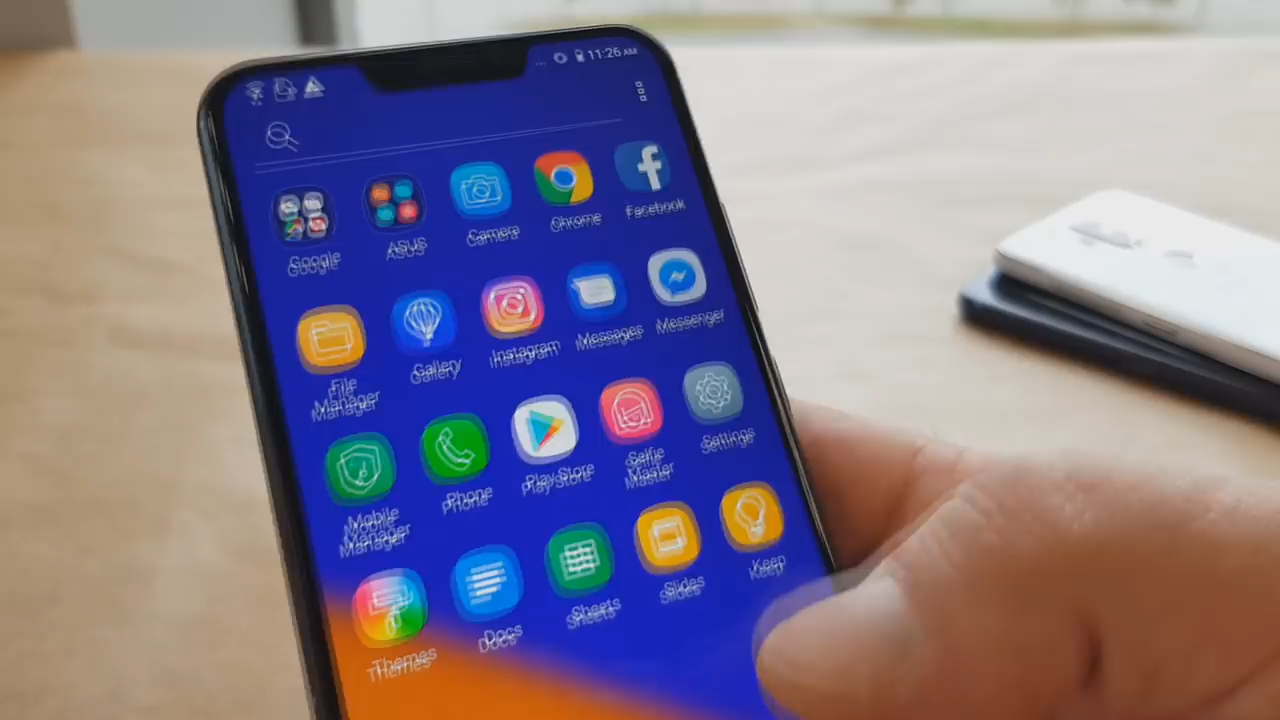 11:26 AM
Google
ASUS
Camera
Chrome
Facebook
File
Manager
Gallery
Instagram
Messages
Messenger
Mobile
Manager
Phone
Play Store
Selfie
Master
Settings
Themes
Docs
Sheets
Slides
Keep